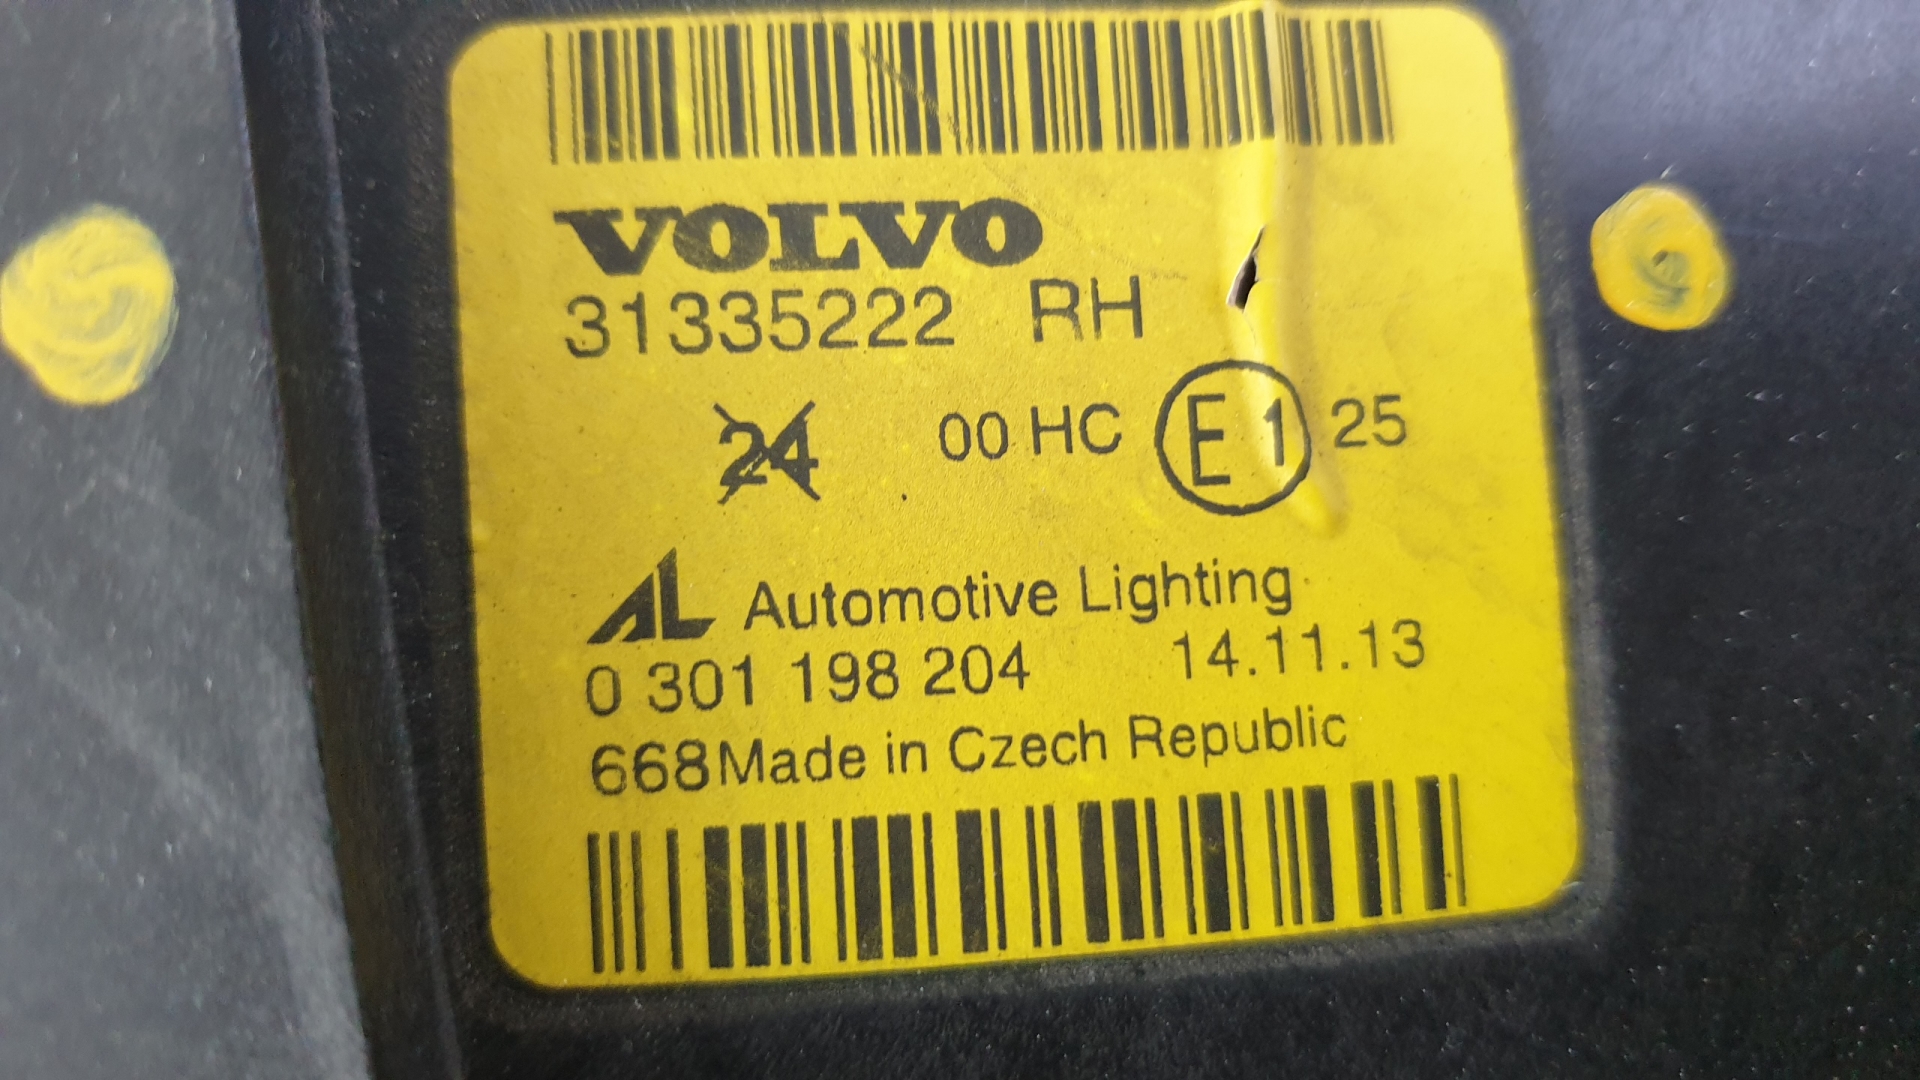 VOLVO
31335222 RH
24 00 HC E1 25
AL Automotive Lighting
0 301 198 204 14.11.13
668 Made in Czech Republic